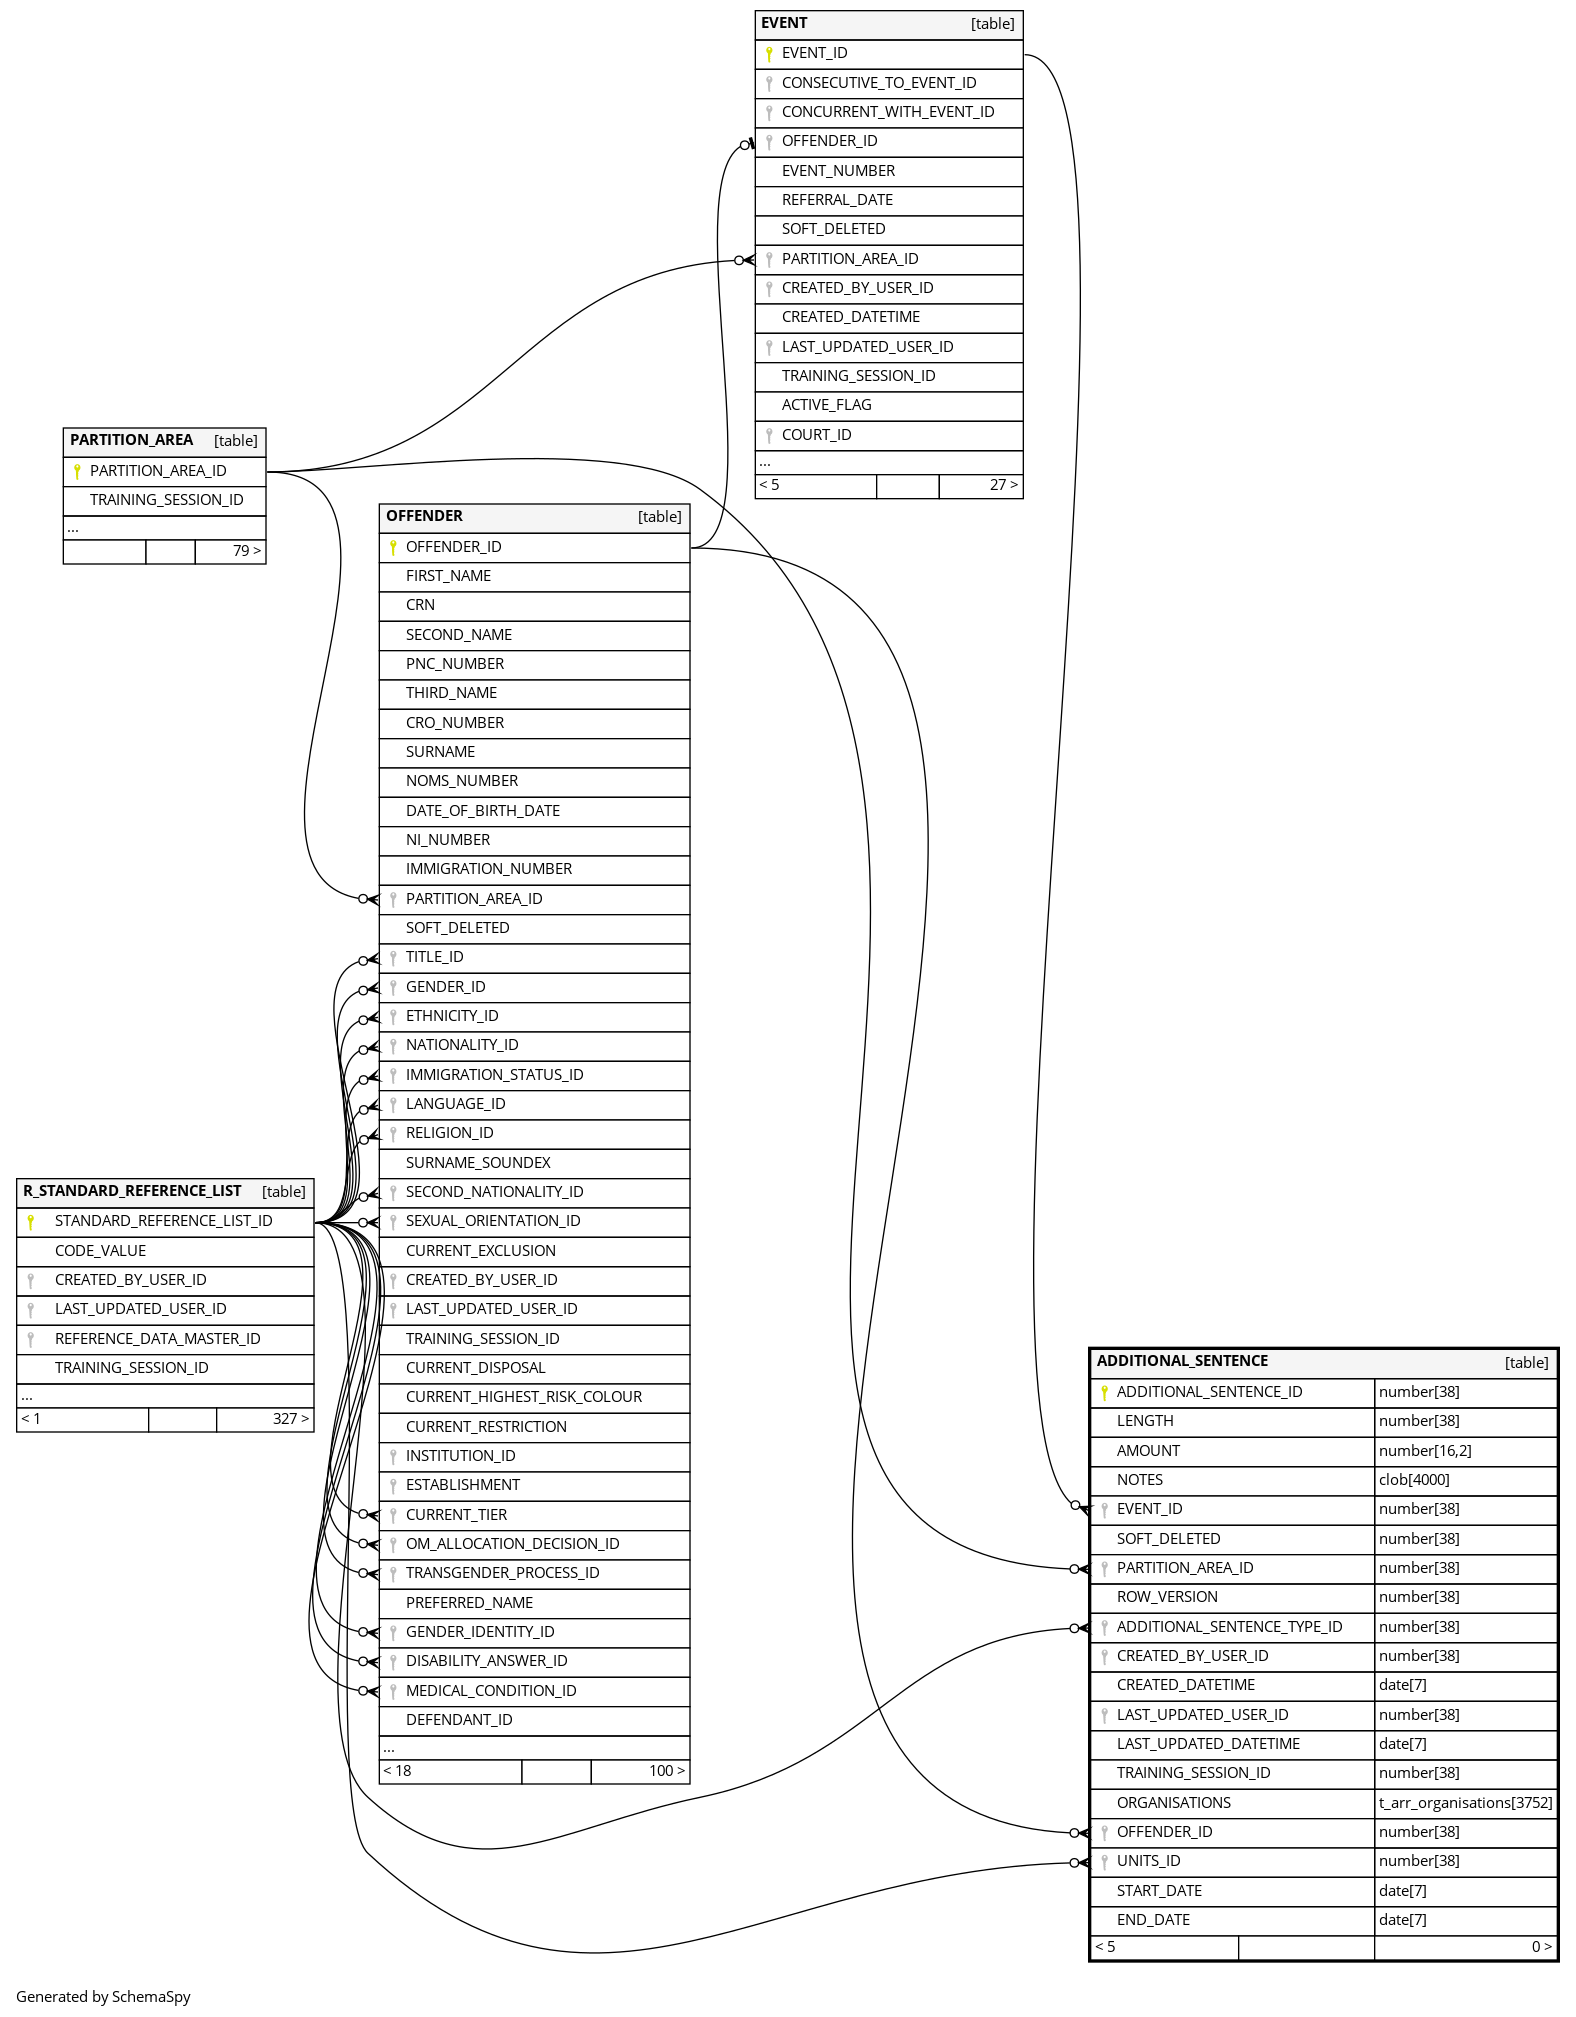 EVENT [table]
EVENT_ID
CONSECUTIVE_TO_EVENT_ID
CONCURRENT_WITH_EVENT_ID
OFFENDER_ID
EVENT_NUMBER
REFERRAL_DATE
SOFT_DELETED
PARTITION_AREA_ID
CREATED_BY_USER_ID
CREATED_DATETIME
LAST_UPDATED_USER_ID
TRAINING_SESSION_ID
ACTIVE_FLAG
COURT_ID
...
< 5 27 >
PARTITION_AREA [table]
PARTITION_AREA_ID
TRAINING_SESSION_ID
...
79 >
OFFENDER [table]
OFFENDER_ID
FIRST_NAME
CRN
SECOND_NAME
PNC_NUMBER
THIRD_NAME
CRO_NUMBER
SURNAME
NOMS_NUMBER
DATE_OF_BIRTH_DATE
NI_NUMBER
IMMIGRATION_NUMBER
PARTITION_AREA_ID
SOFT_DELETED
TITLE_ID
GENDER_ID
ETHNICITY_ID
NATIONALITY_ID
IMMIGRATION_STATUS_ID
LANGUAGE_ID
RELIGION_ID
SURNAME_SOUNDEX
SECOND_NATIONALITY_ID
SEXUAL_ORIENTATION_ID
CURRENT_EXCLUSION
CREATED_BY_USER_ID
LAST_UPDATED_USER_ID
TRAINING_SESSION_ID
CURRENT_DISPOSAL
CURRENT_HIGHEST_RISK_COLOUR
CURRENT_RESTRICTION
INSTITUTION_ID
ESTABLISHMENT
CURRENT_TIER
OM_ALLOCATION_DECISION_ID
TRANSGENDER_PROCESS_ID
PREFERRED_NAME
GENDER_IDENTITY_ID
DISABILITY_ANSWER_ID
MEDICAL_CONDITION_ID
DEFENDANT_ID
...
< 18 100 >
R_STANDARD_REFERENCE_LIST [table]
STANDARD_REFERENCE_LIST_ID
CODE_VALUE
CREATED_BY_USER_ID
LAST_UPDATED_USER_ID
REFERENCE_DATA_MASTER_ID
TRAINING_SESSION_ID
...
< 1 327 >
ADDITIONAL_SENTENCE [table]
ADDITIONAL_SENTENCE_ID number[38]
LENGTH number[38]
AMOUNT number[16,2]
NOTES clob[4000]
EVENT_ID number[38]
SOFT_DELETED number[38]
PARTITION_AREA_ID number[38]
ROW_VERSION number[38]
ADDITIONAL_SENTENCE_TYPE_ID number[38]
CREATED_BY_USER_ID number[38]
CREATED_DATETIME date[7]
LAST_UPDATED_USER_ID number[38]
LAST_UPDATED_DATETIME date[7]
TRAINING_SESSION_ID number[38]
ORGANISATIONS t_arr_organisations[3752]
OFFENDER_ID number[38]
UNITS_ID number[38]
START_DATE date[7]
END_DATE date[7]
< 5 0 >
Generated by SchemaSpy